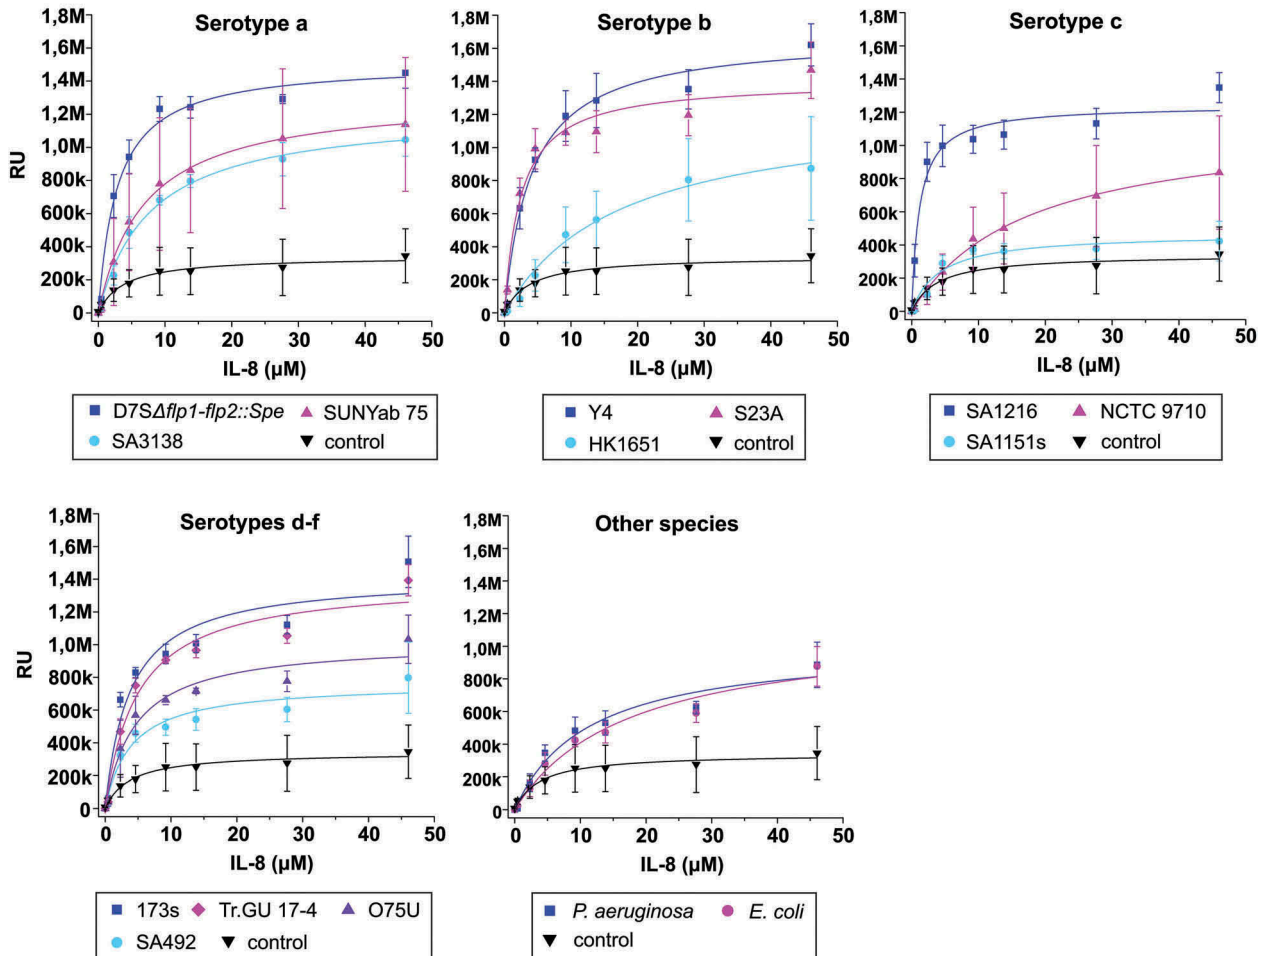 Serotype a
1,8M
1,6M
1,4M
1,2M
1,0M
800k
600k
400k
200k
0
RU
0 10 20 30 40 50
IL-8 (µM)
D7SΔflp1-flp2::Spe SUNYab 75
SA3138 control
Serotype b
1,8M
1,6M
1,4M
1,2M
1,0M
800k
600k
400k
200k
0
0 10 20 30 40 50
IL-8 (µM)
Y4 S23A
HK1651 control
Serotype c
1,8M
1,6M
1,4M
1,2M
1,0M
800k
600k
400k
200k
0
0 10 20 30 40 50
IL-8 (µM)
SA1216 NCTC 9710
SA1151s control
Serotypes d-f
1,8M
1,6M
1,4M
1,2M
1,0M
800k
600k
400k
200k
0
RU
0 10 20 30 40 50
IL-8 (µM)
173s Tr.GU 17-4 O75U
SA492 control
Other species
1,8M
1,6M
1,4M
1,2M
1,0M
800k
600k
400k
200k
0
0 10 20 30 40 50
IL-8 (µM)
P. aeruginosa E. coli
control